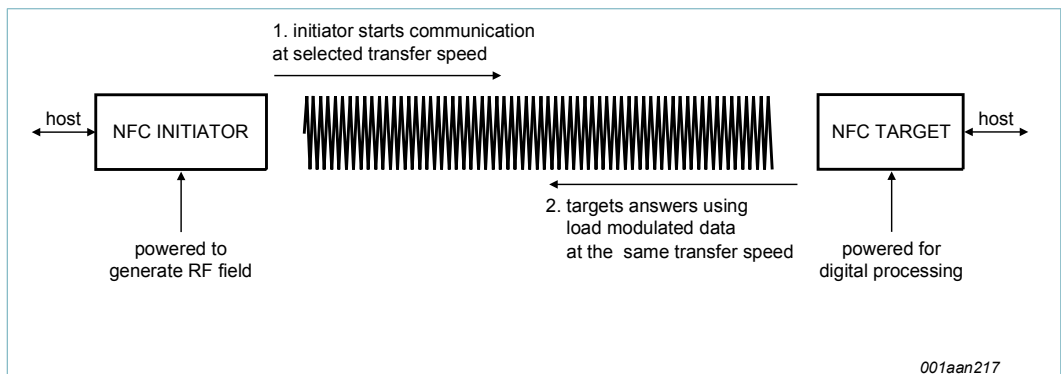 1. initiator starts communication
at selected transfer speed
host
NFC INITIATOR
NFC TARGET
host
2. targets answers using
load modulated data
at the same transfer speed
powered to
generate RF field
powered for
digital processing
001aan217